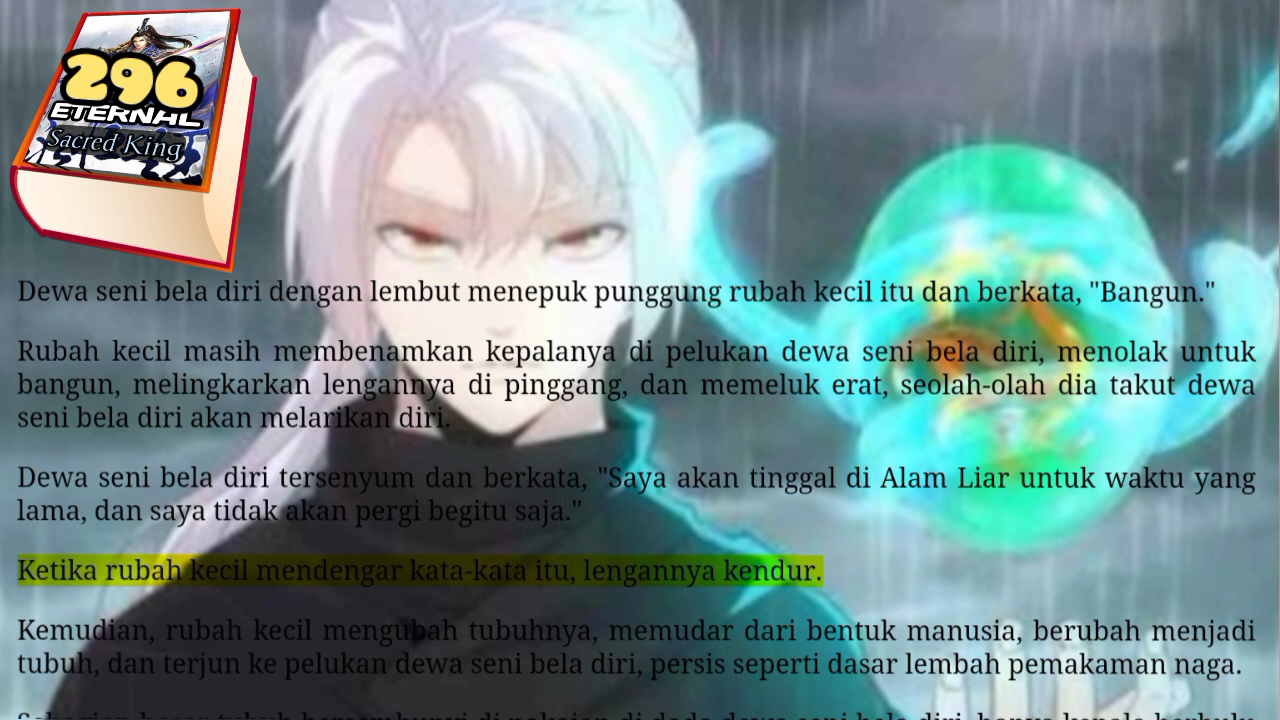 296
ETERNAL
Sacred King
Dewa seni bela diri dengan lembut menepuk punggung rubah kecil itu dan berkata, "Bangun."
Rubah kecil masih membenamkan kepalanya di pelukan dewa seni bela diri, menolak untuk
bangun, melingkarkan lengannya di pinggang, dan memeluk erat, seolah-olah dia takut dewa
seni bela diri akan melarikan diri.
Dewa seni bela diri tersenyum dan berkata, "Saya akan tinggal di Alam Liar untuk waktu yang
lama, dan saya tidak akan pergi begitu saja."
Ketika rubah kecil mendengar kata-kata itu, lengannya kendur.
Kemudian, rubah kecil mengubah tubuhnya, memudar dari bentuk manusia, berubah menjadi
tubuh, dan terjun ke pelukan dewa seni bela diri, persis seperti dasar lembah pemakaman naga.